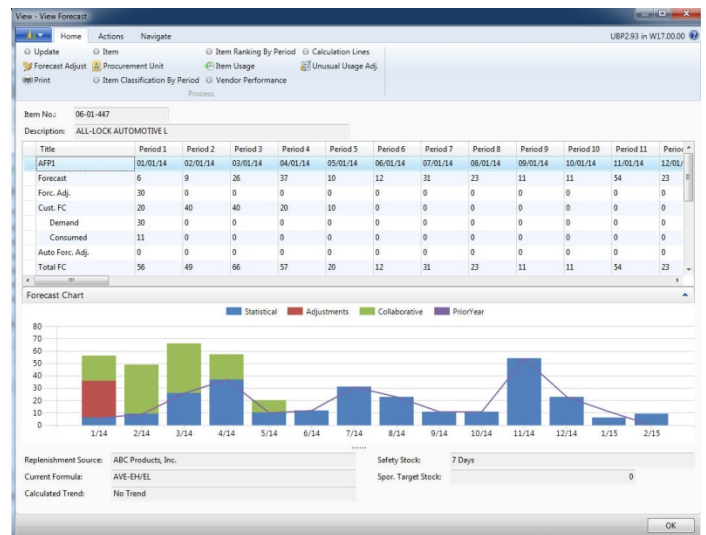 View - View Forecast
Home Actions Navigate UBP2.93 in W17.00.00
Update Item Item Ranking By Period Calculation Lines
Forecast Adjust Procurement Unit Item Usage Unusual Usage Adj.
Print Item Classification By Period Vendor Performance
Process
Item No.: 06-01-447
Description: ALL-LOCK AUTOMOTIVE L
Title Period 1 Period 2 Period 3 Period 4 Period 5 Period 6 Period 7 Period 8 Period 9 Period 10 Period 11 Perio
AFP1 01/01/14 02/01/14 03/01/14 04/01/14 05/01/14 06/01/14 07/01/14 08/01/14 09/01/14 10/01/14 11/01/14 12/01/
Forecast 6 9 26 37 10 12 31 23 11 11 54 23
Forc. Adj. 30 0 0 0 0 0 0 0 0 0 0 0
Cust. FC 20 40 40 20 10 0 0 0 0 0 0 0
Demand 30 0 0 0 0 0 0 0 0 0 0 0
Consumed 11 0 0 0 0 0 0 0 0 0 0 0
Auto Forc. Adj. 0 0 0 0 0 0 0 0 0 0 0 0
Total FC 56 49 66 57 20 12 31 23 11 11 54 23
Forecast Chart
Statistical Adjustments Collaborative PriorYear
80
70
60
50
40
30
20
10
0
1/14 2/14 3/14 4/14 5/14 6/14 7/14 8/14 9/14 10/14 11/14 12/14 1/15 2/15
Replenishment Source: ABC Products, Inc. Safety Stock: 7 Days
Current Formula: AVE-EH/EL Spor. Target Stock: 0
Calculated Trend: No Trend
OK